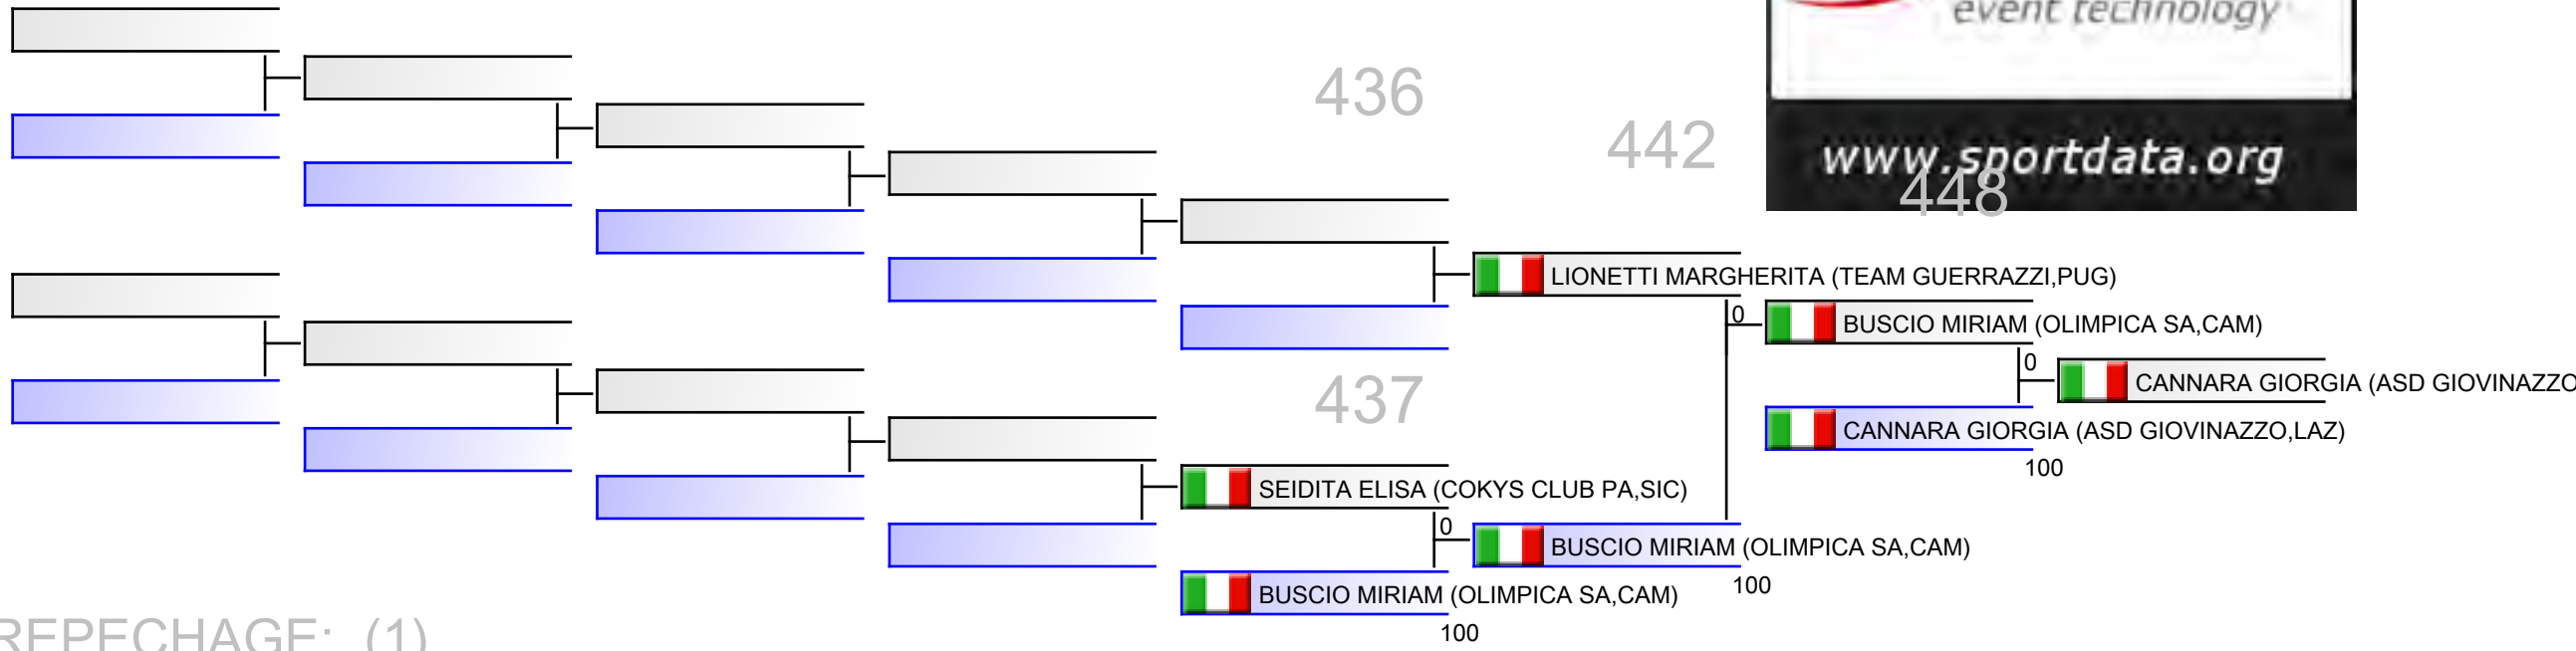 event technology
436
442
www.sportdata.org
448
LIONETTI MARGHERITA (TEAM GUERRAZZI,PUG)
0
BUSCIO MIRIAM (OLIMPICA SA,CAM)
0
CANNARA GIORGIA (ASD GIOVINAZZO
437
CANNARA GIORGIA (ASD GIOVINAZZO,LAZ)
100
SEIDITA ELISA (COKYS CLUB PA,SIC)
0
BUSCIO MIRIAM (OLIMPICA SA,CAM)
100
BUSCIO MIRIAM (OLIMPICA SA,CAM)
100
REPECHAGE: (1)